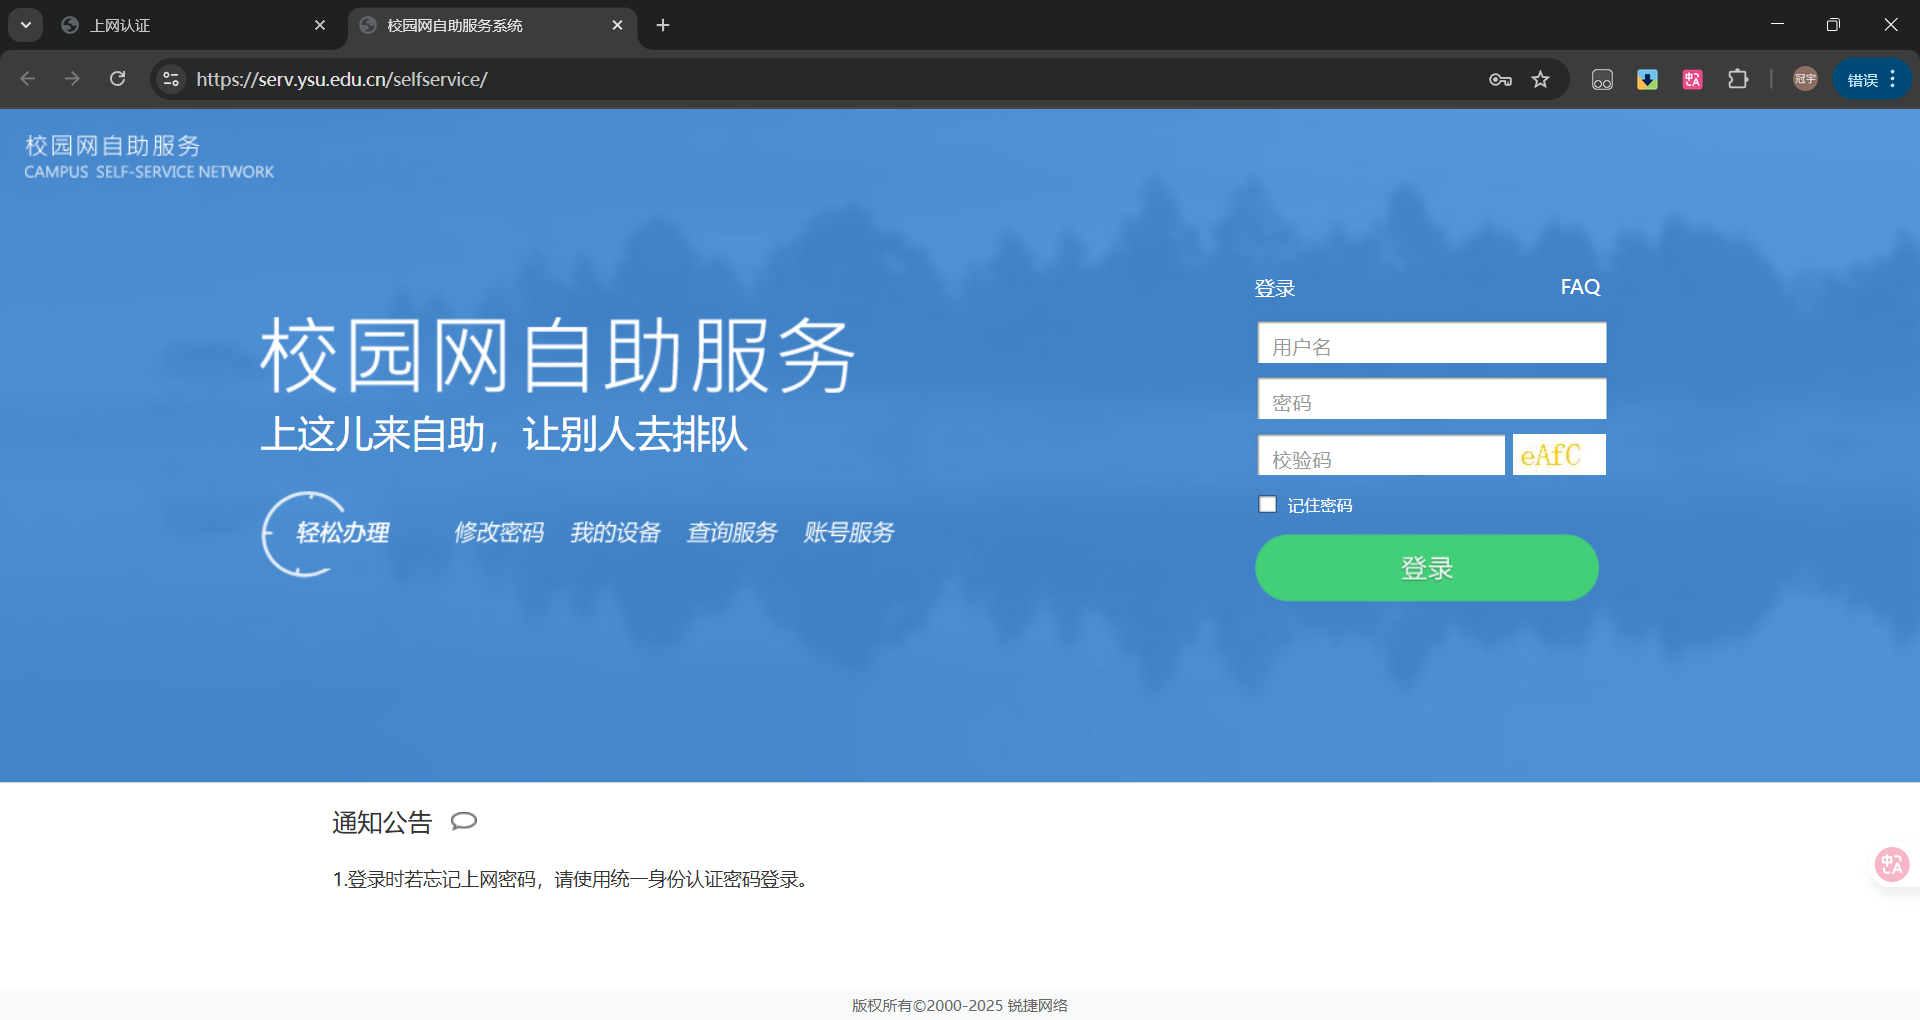 上网认证
校园网自助服务系统
https://serv.ysu.edu.cn/selfservice/
冠宇
错误
校园网自助服务
CAMPUS SELF-SERVICE NETWORK
登录
FAQ
校园网自助服务
用户名
上这儿来自助，让别人去排队
密码
校验码
eAfC
轻松办理
修改密码
我的设备
查询服务
账号服务
记住密码
登录
通知公告
1.登录时若忘记上网密码，请使用统一身份认证密码登录。
中A
版权所有©2000-2025 锐捷网络